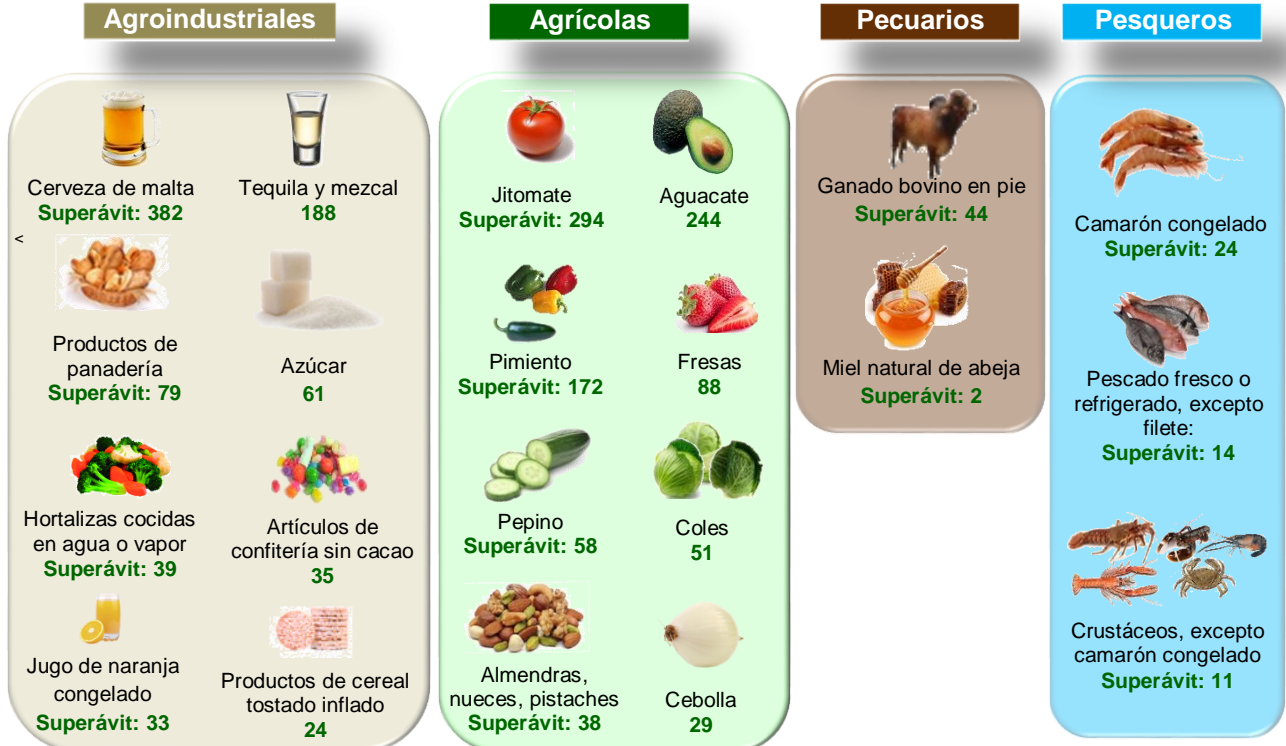 Agroindustriales
Cerveza de malta
Superávit: 382
Tequila y mezcal
188
<
Productos de
panadería
Superávit: 79
Azúcar
61
Hortalizas cocidas
en agua o vapor
Superávit: 39
Artículos de
confitería sin cacao
35
Jugo de naranja
congelado
Superávit: 33
Productos de cereal
tostado inflado
24
Agrícolas
Jitomate
Superávit: 294
Aguacate
244
Pimiento
Superávit: 172
Fresas
88
Pepino
Superávit: 58
Coles
51
Almendras,
nueces, pistaches
Superávit: 38
Cebolla
29
Pecuarios
Ganado bovino en pie
Superávit: 44
Miel natural de abeja
Superávit: 2
Pesqueros
Camarón congelado
Superávit: 24
Pescado fresco o
refrigerado, excepto
filete:
Superávit: 14
Crustáceos, excepto
camarón congelado
Superávit: 11